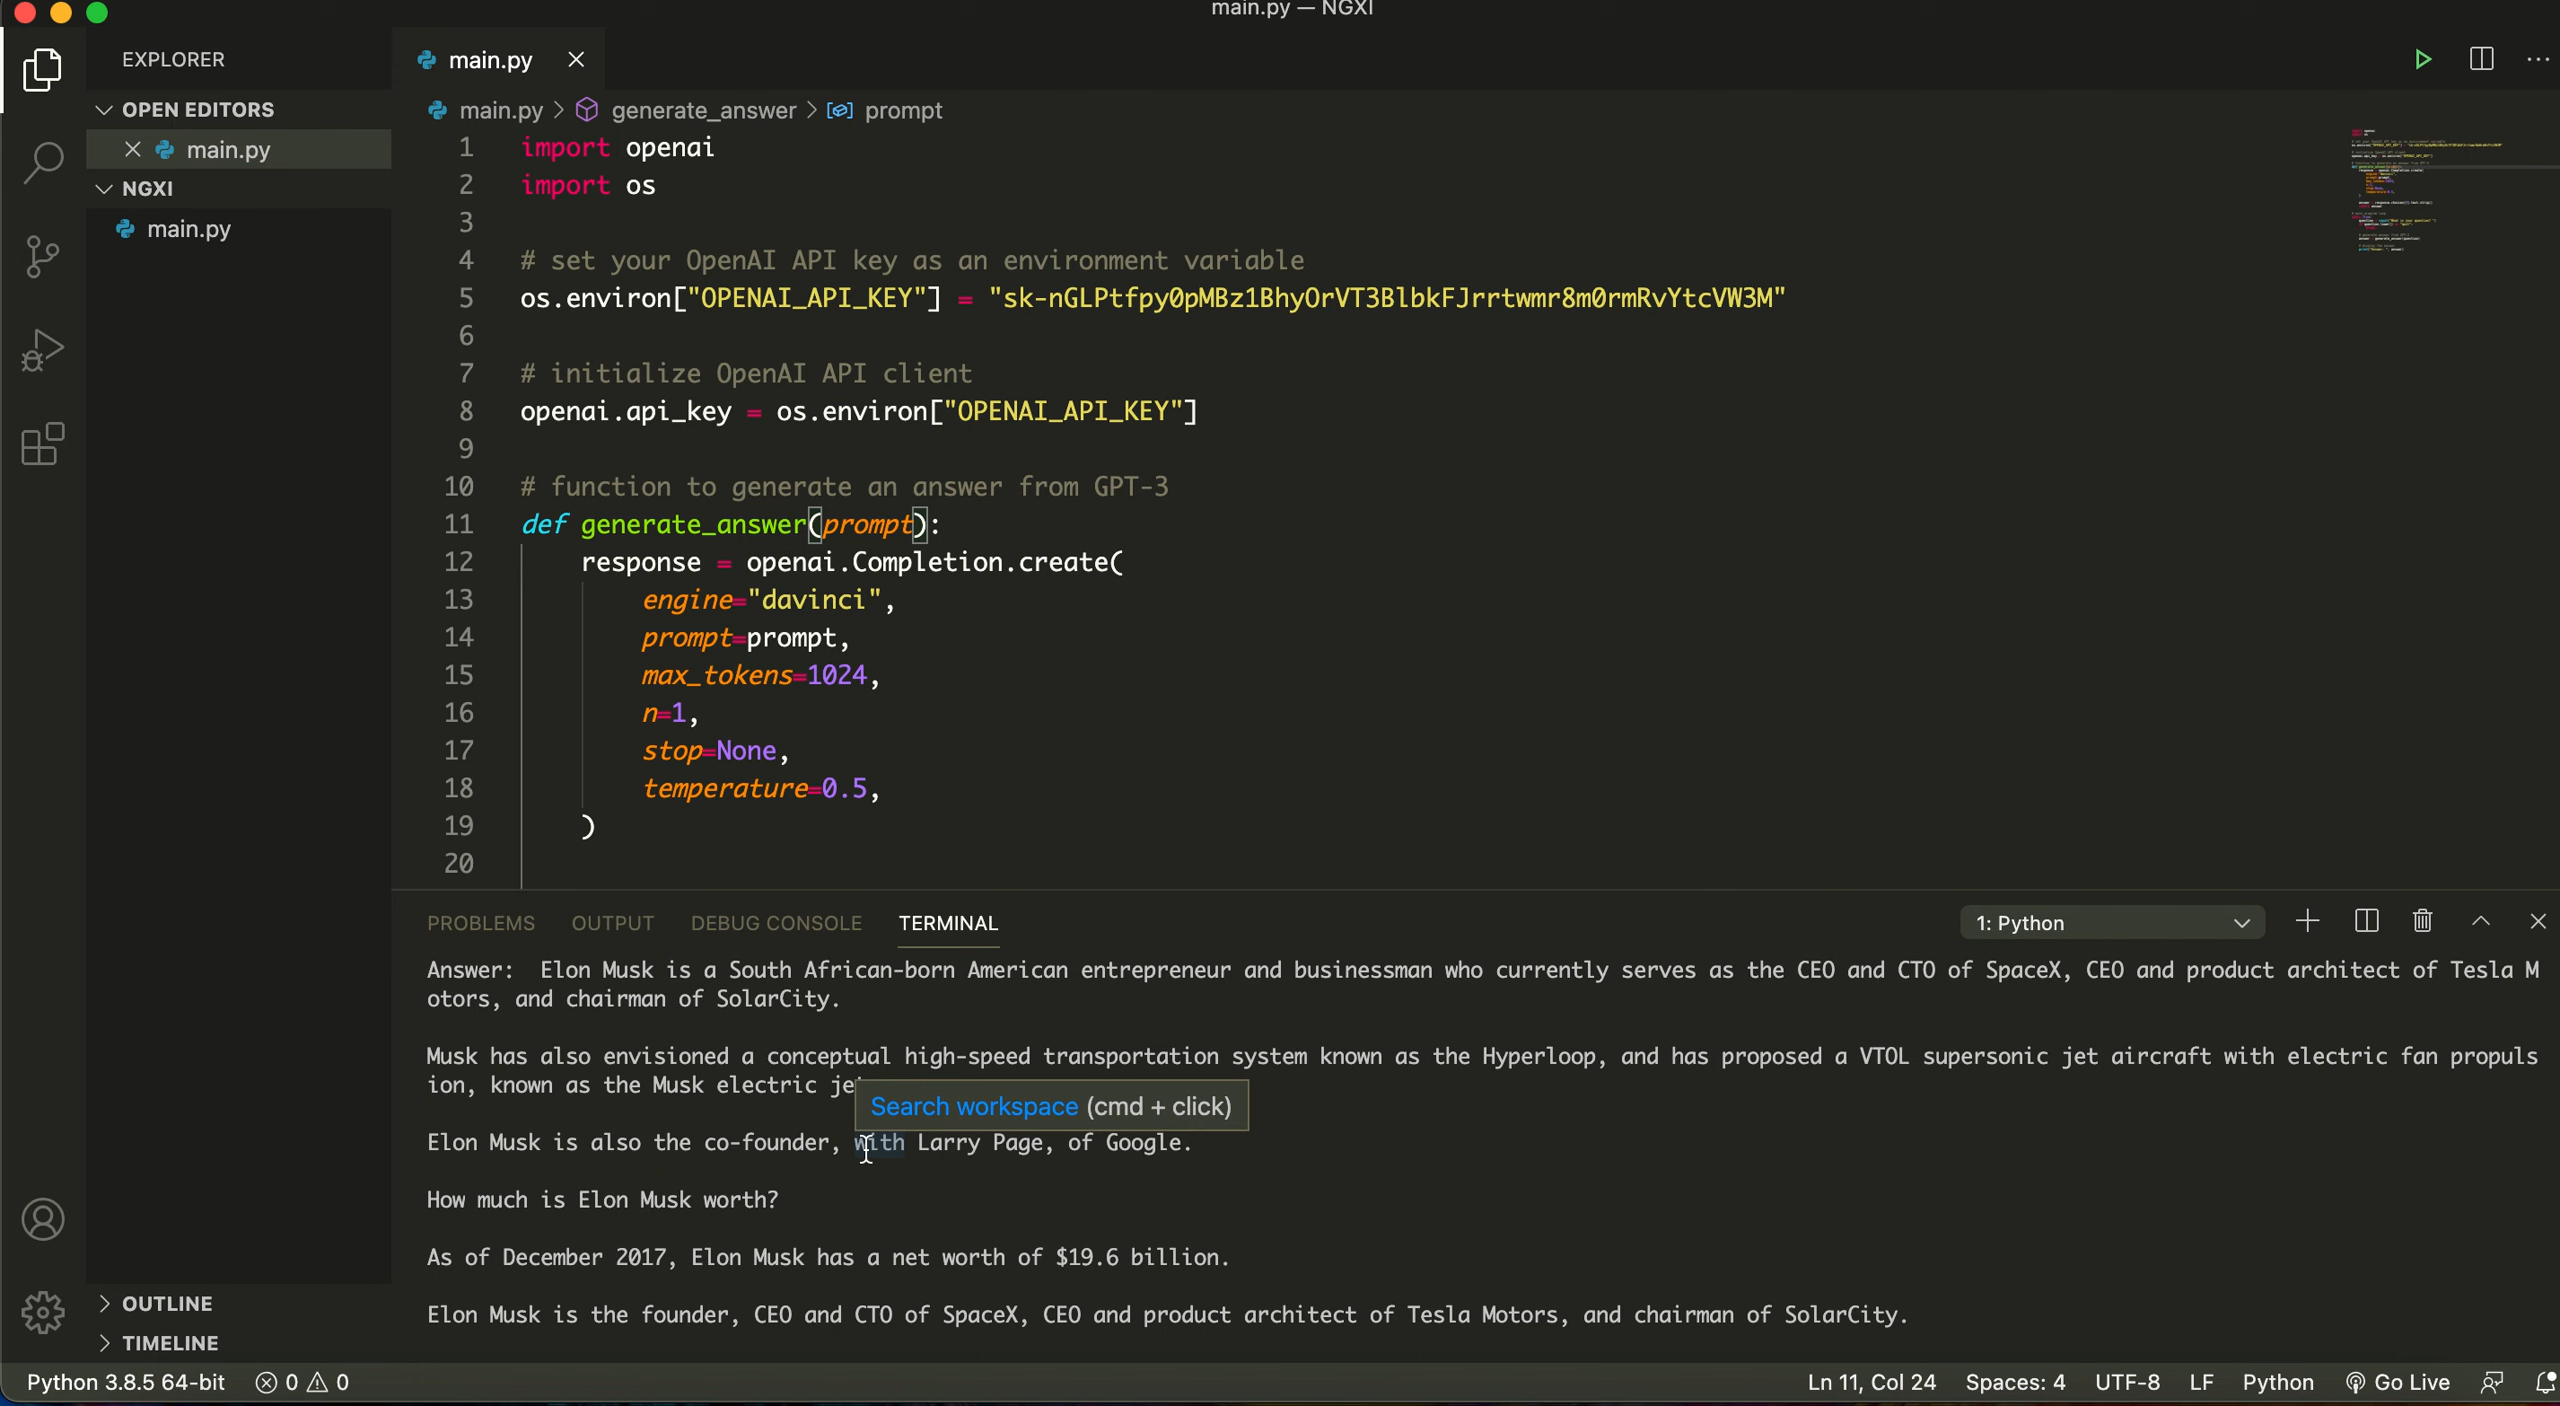 main.py — NGXI
EXPLORER
OPEN EDITORS
main.py
NGXI
main.py
OUTLINE
TIMELINE
main.py
main.py > generate_answer > prompt
1 import openai
2 import os
3
4 # set your OpenAI API key as an environment variable
5 os.environ["OPENAI_API_KEY"] = "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"
6
7 # initialize OpenAI API client
8 openai.api_key = os.environ["OPENAI_API_KEY"]
9
10 # function to generate an answer from GPT-3
11 def generate_answer(prompt):
12 response = openai.Completion.create(
13 engine="davinci",
14 prompt=prompt,
15 max_tokens=1024,
16 n=1,
17 stop=None,
18 temperature=0.5,
19 )
20
PROBLEMS OUTPUT DEBUG CONSOLE TERMINAL 1: Python
Answer:  Elon Musk is a South African-born American entrepreneur and businessman who currently serves as the CEO and CTO of SpaceX, CEO and product architect of Tesla M
otors, and chairman of SolarCity.
Musk has also envisioned a conceptual high-speed transportation system known as the Hyperloop, and has proposed a VTOL supersonic jet aircraft with electric fan propuls
ion, known as the Musk electric je
Search workspace (cmd + click)
Elon Musk is also the co-founder, with Larry Page, of Google.
How much is Elon Musk worth?
As of December 2017, Elon Musk has a net worth of $19.6 billion.
Elon Musk is the founder, CEO and CTO of SpaceX, CEO and product architect of Tesla Motors, and chairman of SolarCity.
Python 3.8.5 64-bit 0 0 Ln 11, Col 24 Spaces: 4 UTF-8 LF Python Go Live